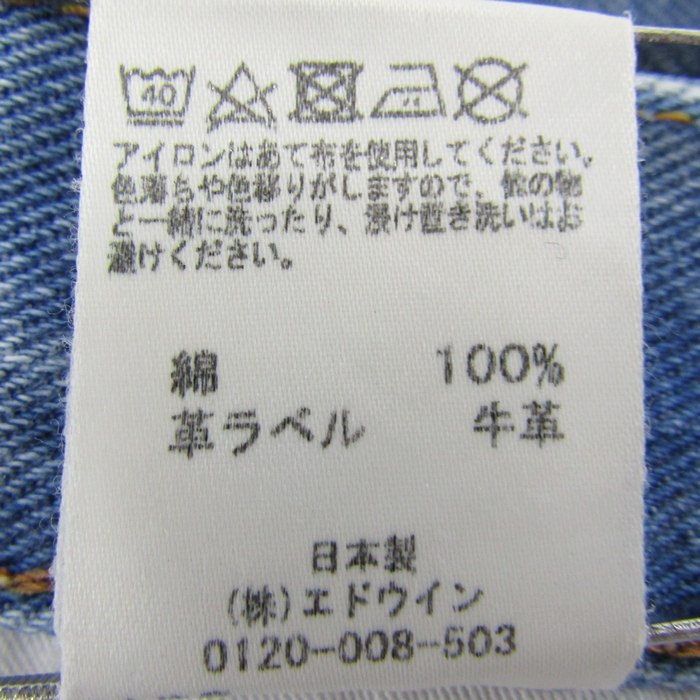 40
アイロンはあて布を使用してください。
色落ちや色移りがしますので、他の物
と一緒に洗ったり、浸け置き洗いはお
避けください。
綿 100%
革ラベル 牛革
日本製
(株)エドウイン
0120-008-503